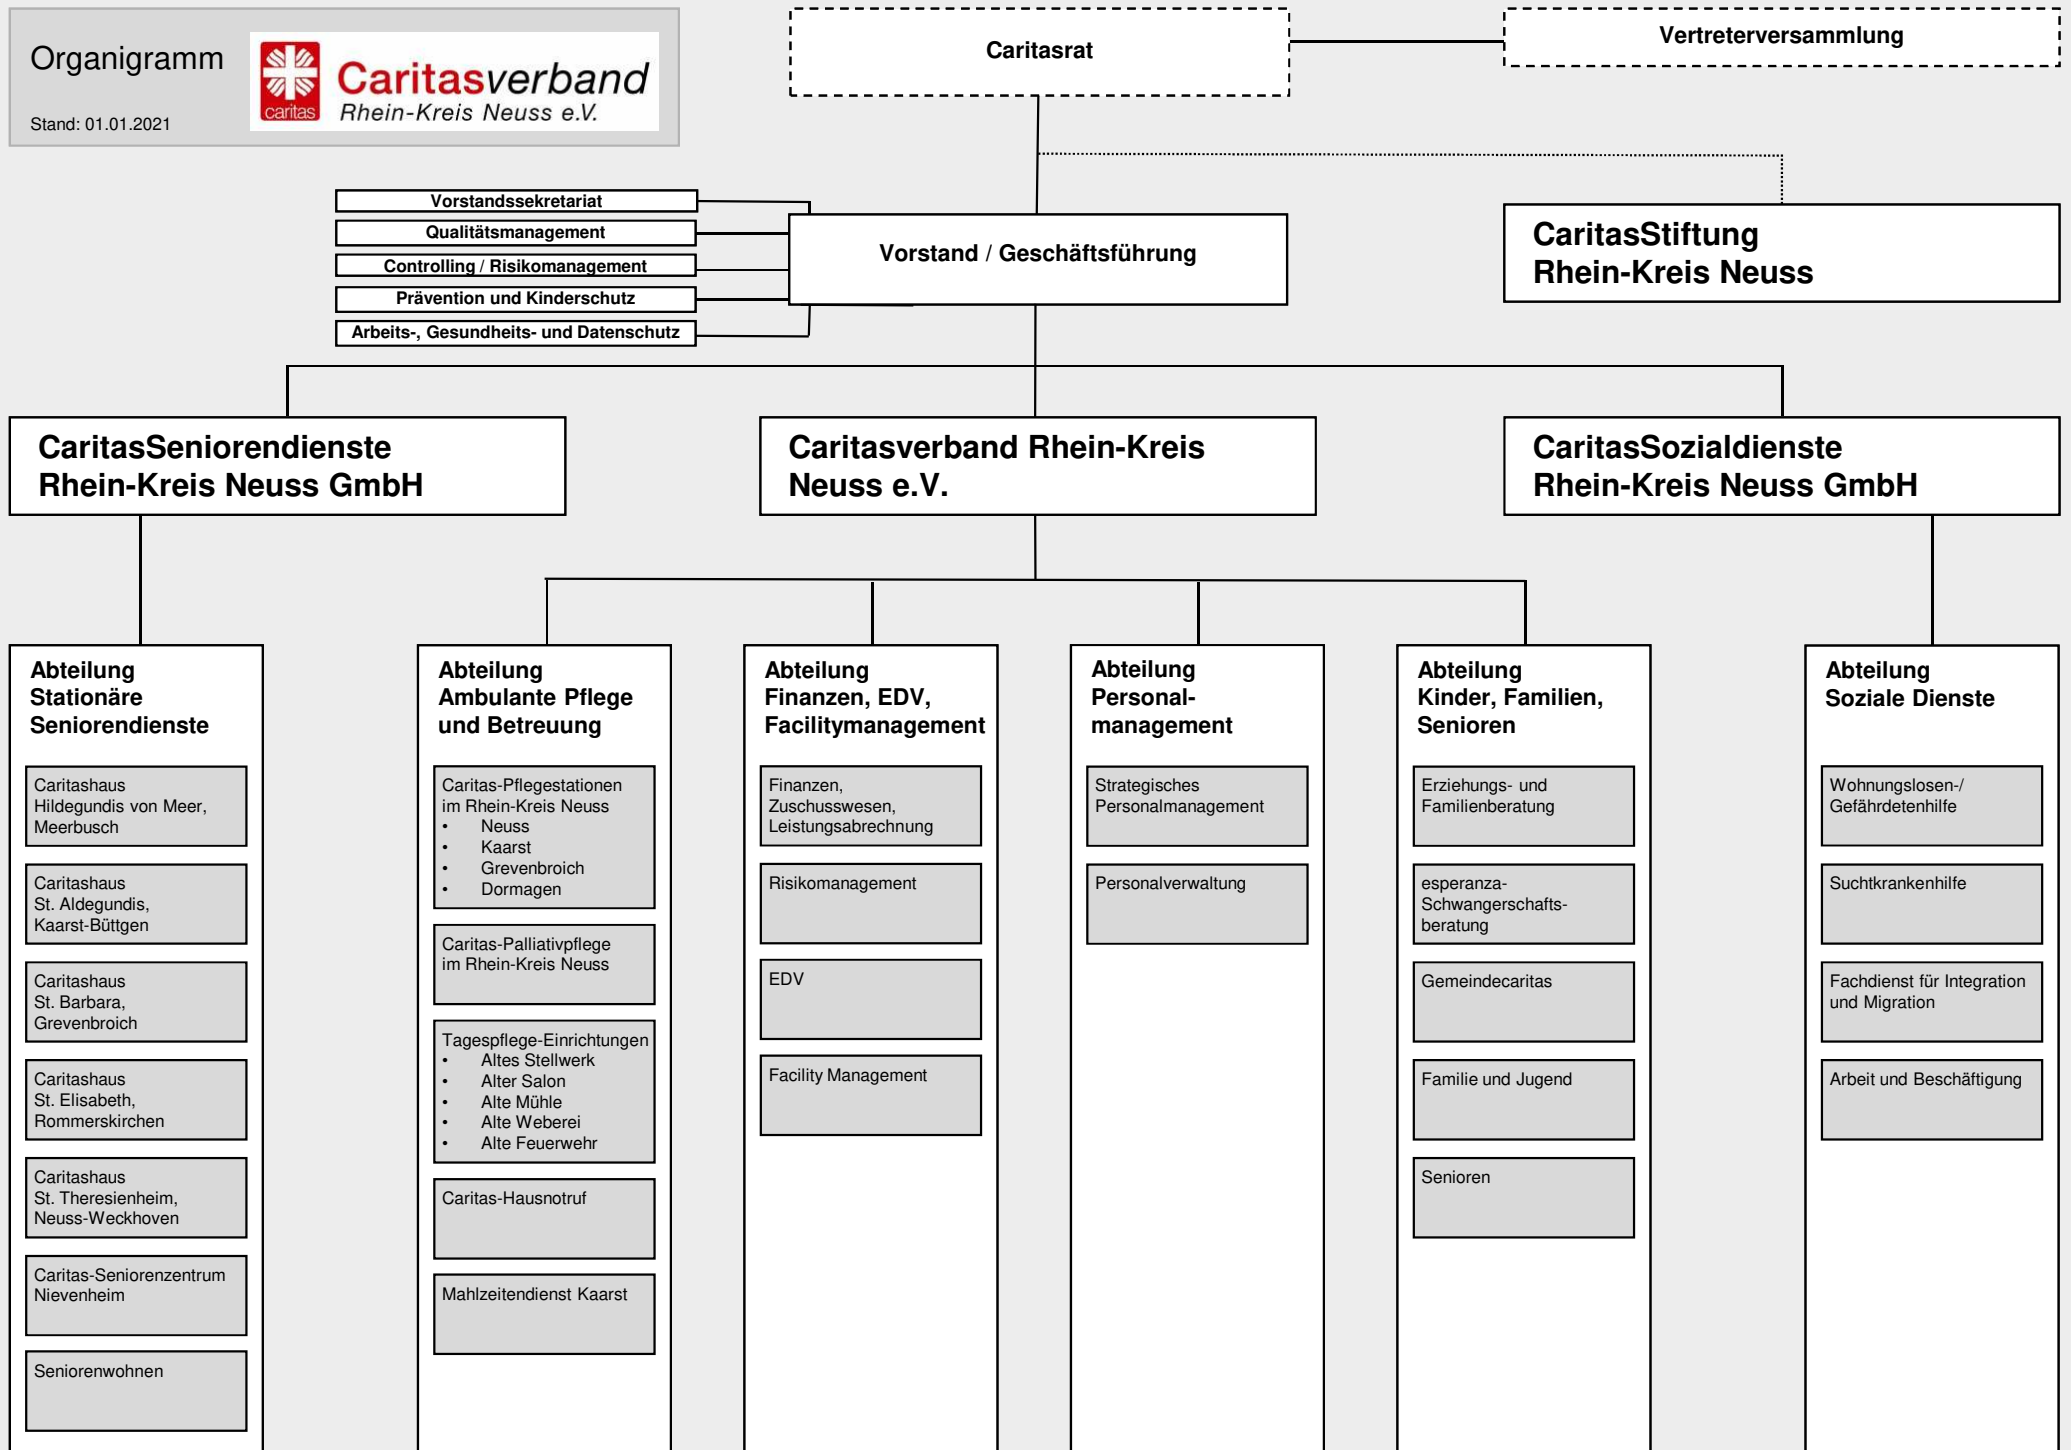 Organigramm
Stand: 01.01.2021
caritas
Caritasverband
Rhein-Kreis Neuss e.V.
Caritasrat
Vertreterversammlung
Vorstandssekretariat
Qualitätsmanagement
Controlling / Risikomanagement
Prävention und Kinderschutz
Arbeits-, Gesundheits- und Datenschutz
Vorstand / Geschäftsführung
CaritasStiftung
Rhein-Kreis Neuss
CaritasSeniorendienste
Rhein-Kreis Neuss GmbH
Caritasverband Rhein-Kreis
Neuss e.V.
CaritasSozialdienste
Rhein-Kreis Neuss GmbH
Abteilung
Stationäre
Seniorendienste
Caritashaus
Hildegundis von Meer,
Meerbusch
Caritashaus
St. Aldegundis,
Kaarst-Büttgen
Caritashaus
St. Barbara,
Grevenbroich
Caritashaus
St. Elisabeth,
Rommerskirchen
Caritashaus
St. Theresienheim,
Neuss-Weckhoven
Caritas-Seniorenzentrum
Nievenheim
Seniorenwohnen
Abteilung
Ambulante Pflege
und Betreuung
Caritas-Pflegestationen
im Rhein-Kreis Neuss
• Neuss
• Kaarst
• Grevenbroich
• Dormagen
Caritas-Palliativpflege
im Rhein-Kreis Neuss
Tagespflege-Einrichtungen
• Altes Stellwerk
• Alter Salon
• Alte Mühle
• Alte Weberei
• Alte Feuerwehr
Caritas-Hausnotruf
Mahlzeitendienst Kaarst
Abteilung
Finanzen, EDV,
Facilitymanagement
Finanzen,
Zuschusswesen,
Leistungsabrechnung
Risikomanagement
EDV
Facility Management
Abteilung
Personal-
management
Strategisches
Personalmanagement
Personalverwaltung
Abteilung
Kinder, Familien,
Senioren
Erziehungs- und
Familienberatung
esperanza-
Schwangerschafts-
beratung
Gemeindecaritas
Familie und Jugend
Senioren
Abteilung
Soziale Dienste
Wohnungslosen-/
Gefährdetenhilfe
Suchtkrankenhilfe
Fachdienst für Integration
und Migration
Arbeit und Beschäftigung